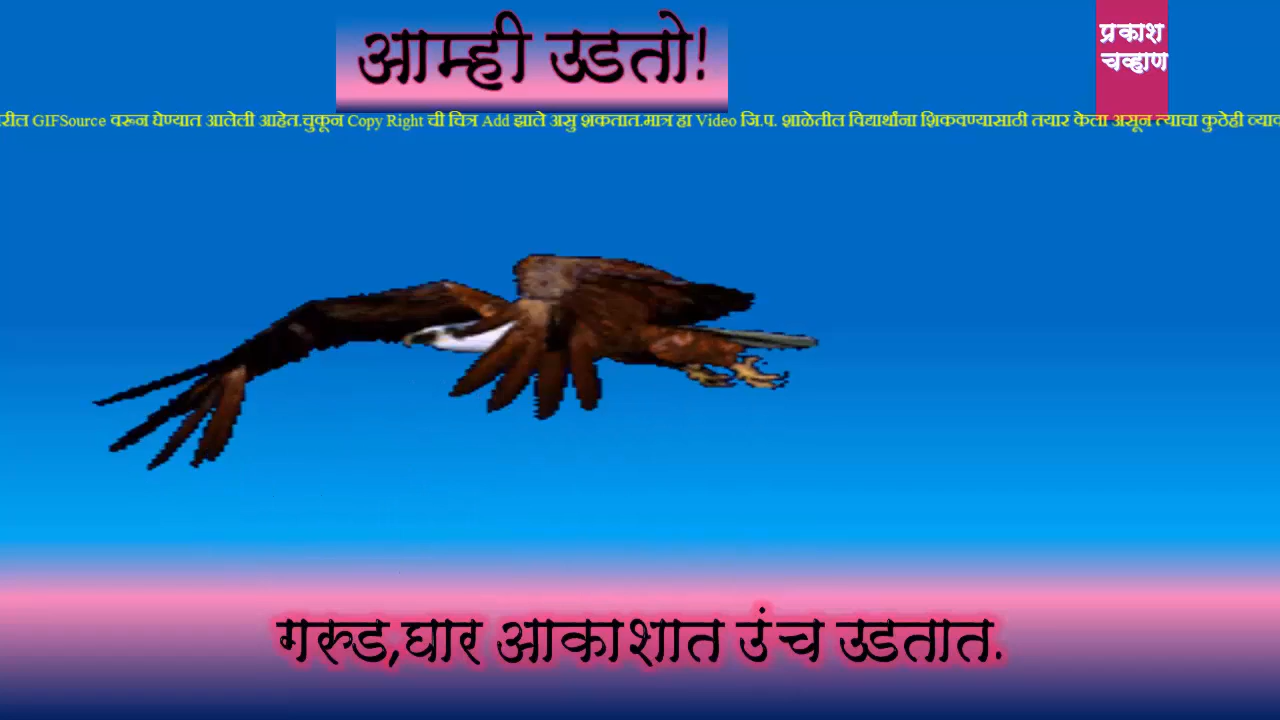 आम्ही उडतो!
प्रकाश
चव्हाण
GIFSource वरून घेण्यात आलेली आहेत.चुकून Copy Right ची चित्र Add झाले असु शकतात.मात्र हा Video जि.प. शाळेतील विद्यार्थांना शिकवण्यासाठी तयार केला असून त्याचा कुठेही
गरुड,घार आकाशात उंच उडतात.